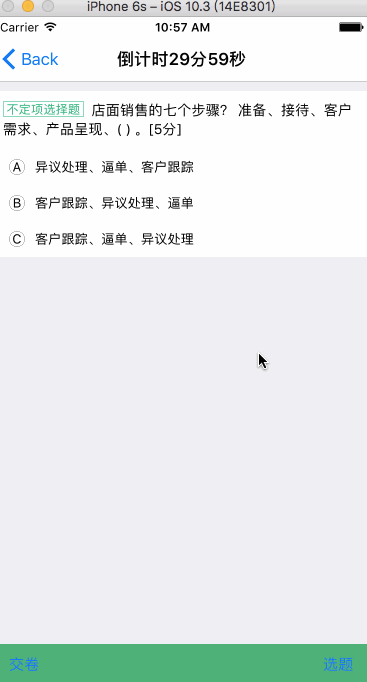 iPhone 6s – iOS 10.3 (14E8301)
Carrier 10:57 AM
Back 倒计时29分59秒
不定项选择题 店面销售的七个步骤? 准备、接待、客户
需求、产品呈现、( ) 。[5分]
A 异议处理、逼单、客户跟踪
B 客户跟踪、异议处理、逼单
C 客户跟踪、逼单、异议处理
交卷 选题